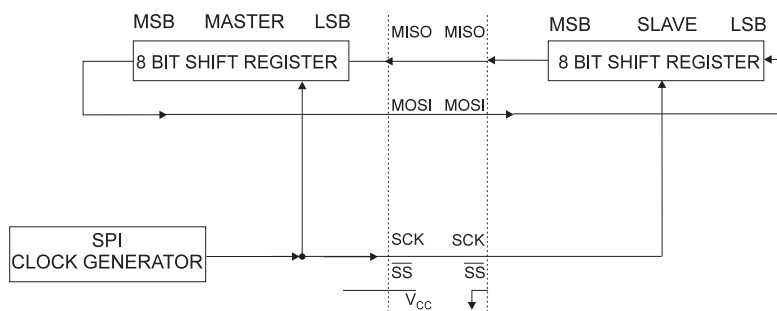 MSB MASTER LSB MISO MISO MSB SLAVE LSB
8 BIT SHIFT REGISTER 8 BIT SHIFT REGISTER
MOSI MOSI
SPI
CLOCK GENERATOR
SCK SCK
SS SS
VCC